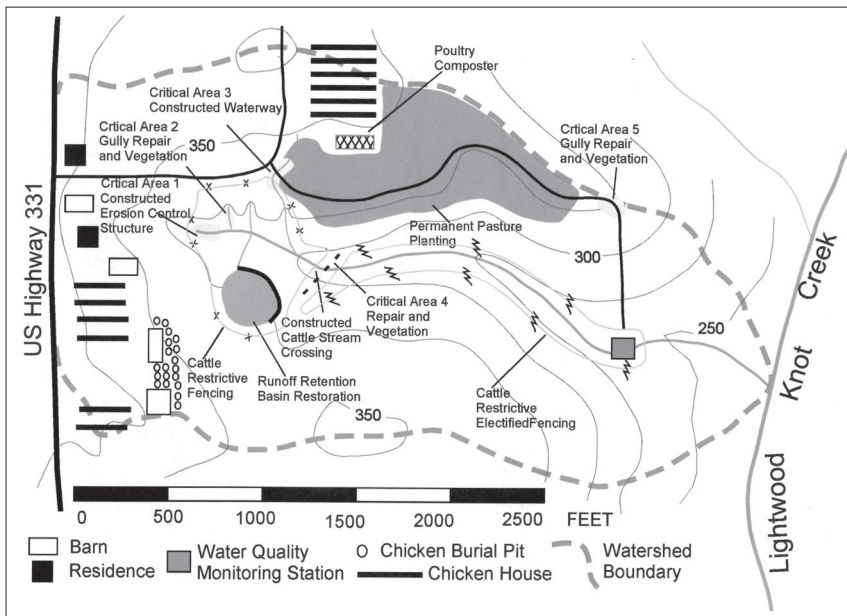 Poultry
Composter
Critical Area 3
Constructed Waterway
Crtical Area 2
Gully Repair
and Vegetation
350
Crtical Area 5
Gully Repair
and Vegetation
Crtical Area 1
Constructed
Erosion Control
Structure
Permanent Pasture
Planting
300
Critical Area 4
Repair and
Vegetation
Constructed
Cattle Stream
Crossing
250
Cattle
Restrictive
Fencing
Runoff Retention
Basin Restoration
Cattle
Restrictive
ElectifiedFencing
350
US Highway 331
Lightwood Knot Creek
0 500 1000 1500 2000 2500 FEET
Barn
Residence
Water Quality
Monitoring Station
Chicken Burial Pit
Chicken House
Watershed
Boundary